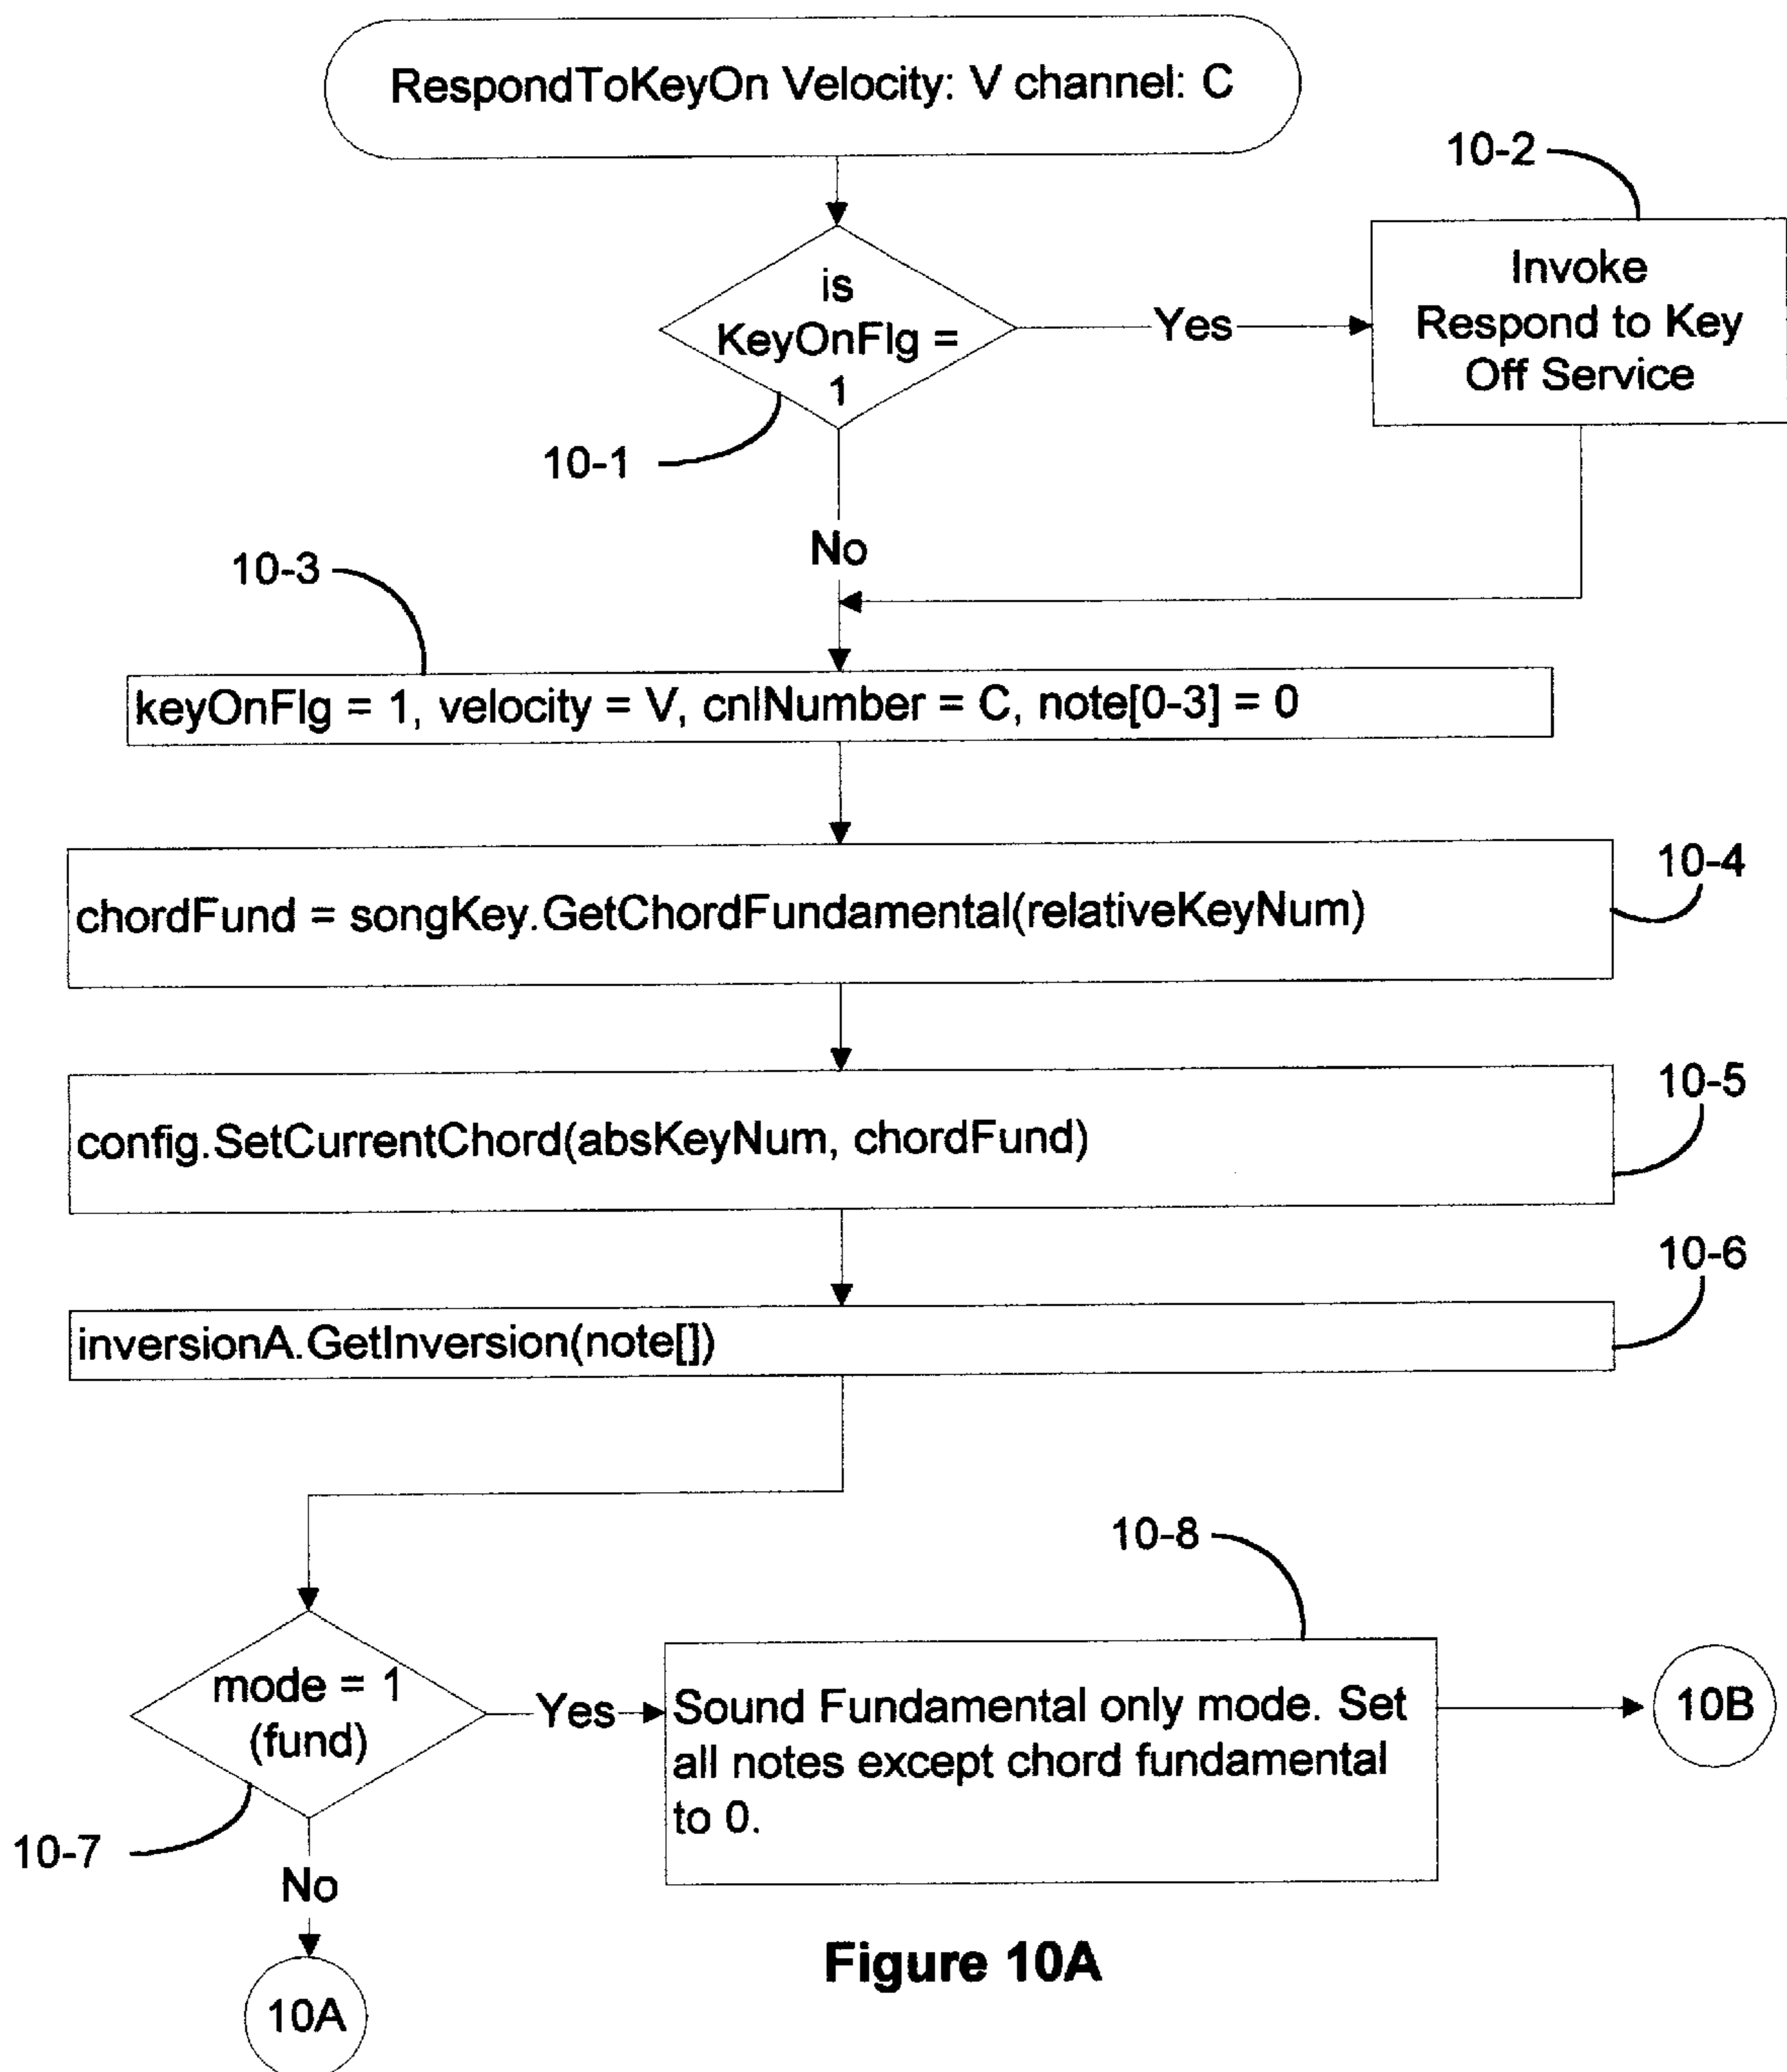 RespondToKeyOn Velocity: V channel: C
10-2
is
KeyOnFlg =
1
Yes
Invoke
Respond to Key
Off Service
10-1
No
10-3
keyOnFlg = 1, velocity = V, cnlNumber = C, note[0-3] = 0
10-4
chordFund = songKey.GetChordFundamental(relativeKeyNum)
10-5
config.SetCurrentChord(absKeyNum, chordFund)
10-6
inversionA.GetInversion(note[])
10-8
mode = 1
(fund)
Yes
Sound Fundamental only mode. Set
all notes except chord fundamental
to 0.
10B
10-7
No
10A
Figure 10A